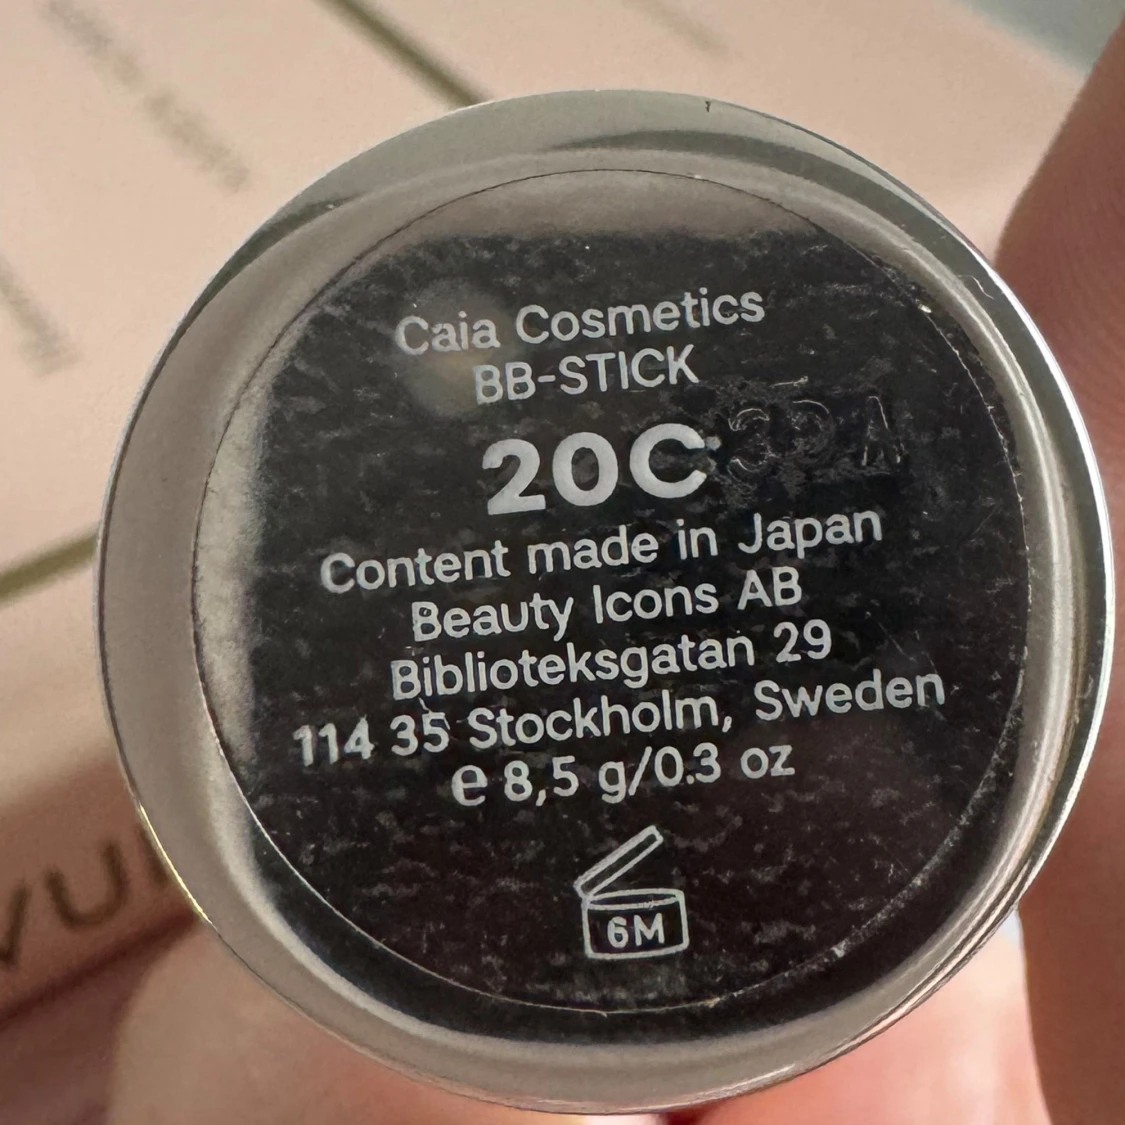 Caia Cosmetics
BB-STICK
20C
Content made in Japan
Beauty Icons AB
Biblioteksgatan 29
114 35 Stockholm, Sweden
e 8,5 g/0.3 oz
6M